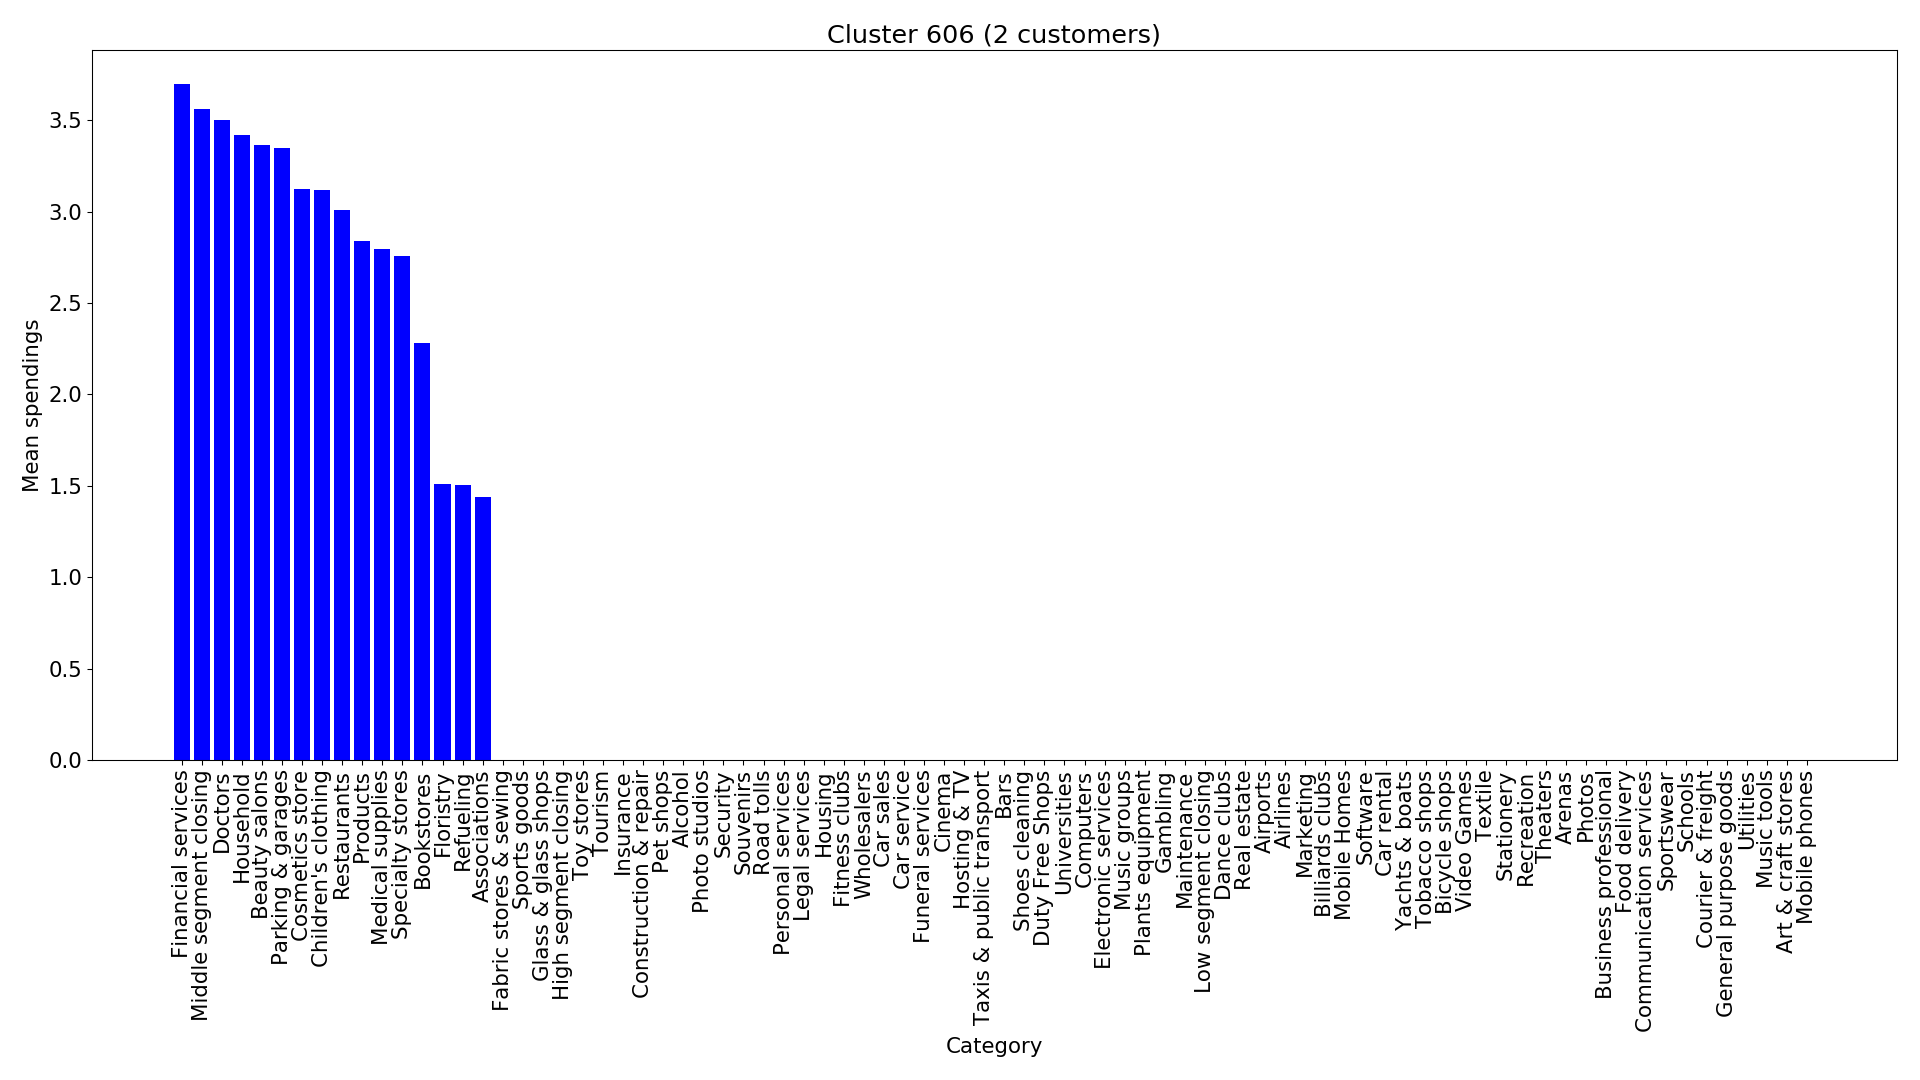 Cluster 606 (2 customers)
Mean spendings
3.5
3.0
2.5
2.0
1.5
1.0
0.5
0.0
Financial services
Middle segment closing
Doctors
Household
Beauty salons
Parking & garages
Cosmetics store
Children's clothing
Restaurants
Products
Medical supplies
Specialty stores
Bookstores
Floristry
Refueling
Associations
Fabric stores & sewing
Sports goods
Glass & glass shops
High segment closing
Toy stores
Tourism
Insurance
Construction & repair
Pet shops
Alcohol
Photo studios
Security
Souvenirs
Road tolls
Personal services
Legal services
Housing
Fitness clubs
Wholesalers
Car sales
Car service
Funeral services
Cinema
Hosting & TV
Taxis & public transport
Bars
Shoes cleaning
Duty Free Shops
Universities
Computers
Electronic services
Music groups
Plants equipment
Gambling
Maintenance
Low segment closing
Dance clubs
Real estate
Airports
Airlines
Marketing
Billiards clubs
Mobile Homes
Software
Car rental
Yachts & boats
Tobacco shops
Bicycle shops
Video Games
Textile
Stationery
Recreation
Theaters
Arenas
Photos
Business professional
Food delivery
Communication services
Sportswear
Schools
Courier & freight
General purpose goods
Utilities
Music tools
Art & craft stores
Mobile phones
Category